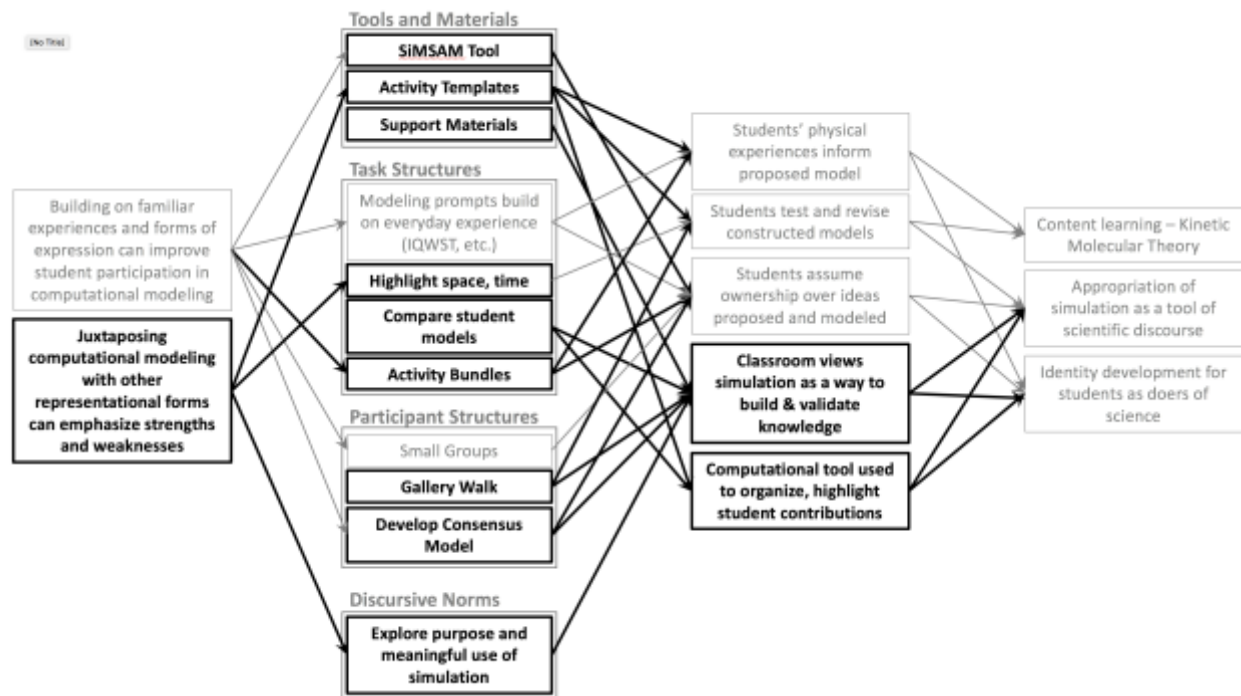 [No Title]
Tools and Materials
SiMSAM Tool
Activity Templates
Support Materials
Task Structures
Modeling prompts build
on everyday experience
(IQWST, etc.)
Highlight space, time
Compare student
models
Activity Bundles
Participant Structures
Small Groups
Gallery Walk
Develop Consensus
Model
Discursive Norms
Explore purpose and
meaningful use of
simulation
Building on familiar
experiences and forms of
expression can improve
student participation in
computational modeling
Juxtaposing
computational modeling
with other
representational forms
can emphasize strengths
and weaknesses
Students’ physical
experiences inform
proposed model
Students test and revise
constructed models
Students assume
ownership over ideas
proposed and modeled
Classroom views
simulation as a way to
build & validate
knowledge
Computational tool used
to organize, highlight
student contributions
Content learning – Kinetic
Molecular Theory
Appropriation of
simulation as a tool of
scientific discourse
Identity development for
students as doers of
science